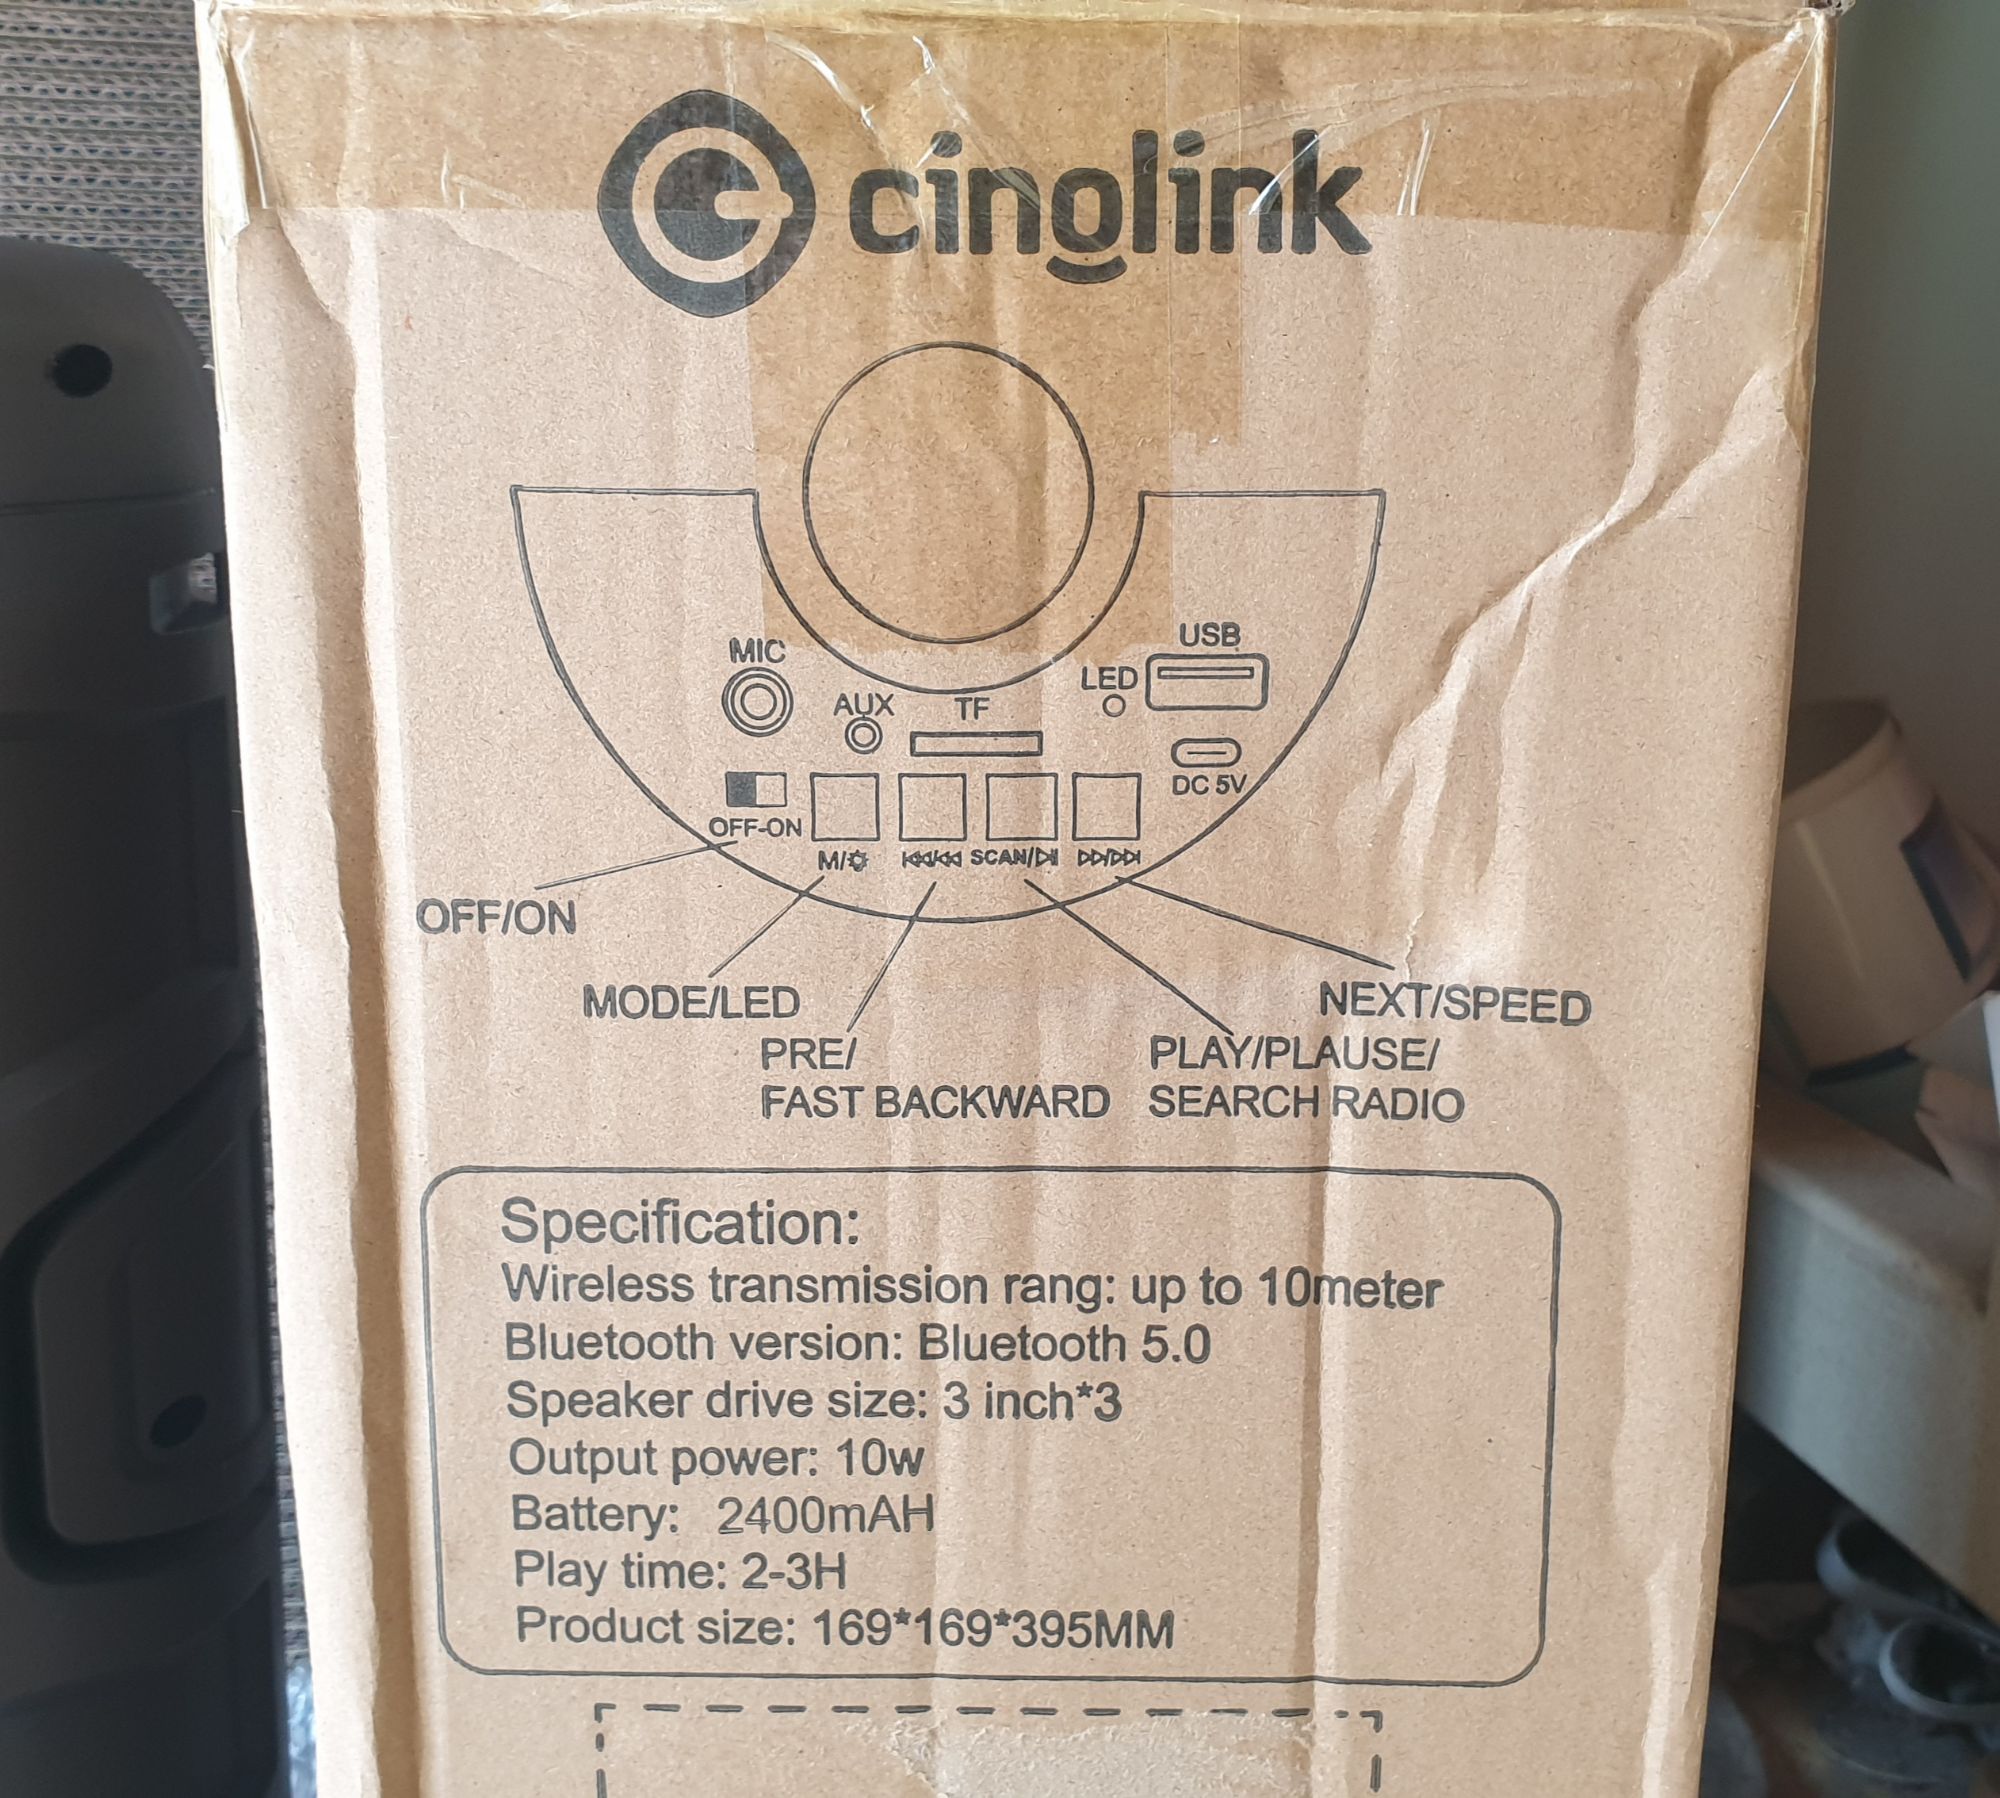 cinglink
MIC
USB
AUX
TF
LED
DC 5V
OFF-ON
M/
SCAN/
OFF/ON
MODE/LED
NEXT/SPEED
PRE/
FAST BACKWARD
PLAY/PLAUSE/
SEARCH RADIO
Specification:
Wireless transmission rang: up to 10meter
Bluetooth version: Bluetooth 5.0
Speaker drive size: 3 inch*3
Output power: 10w
Battery: 2400mAH
Play time: 2-3H
Product size: 169*169*395MM